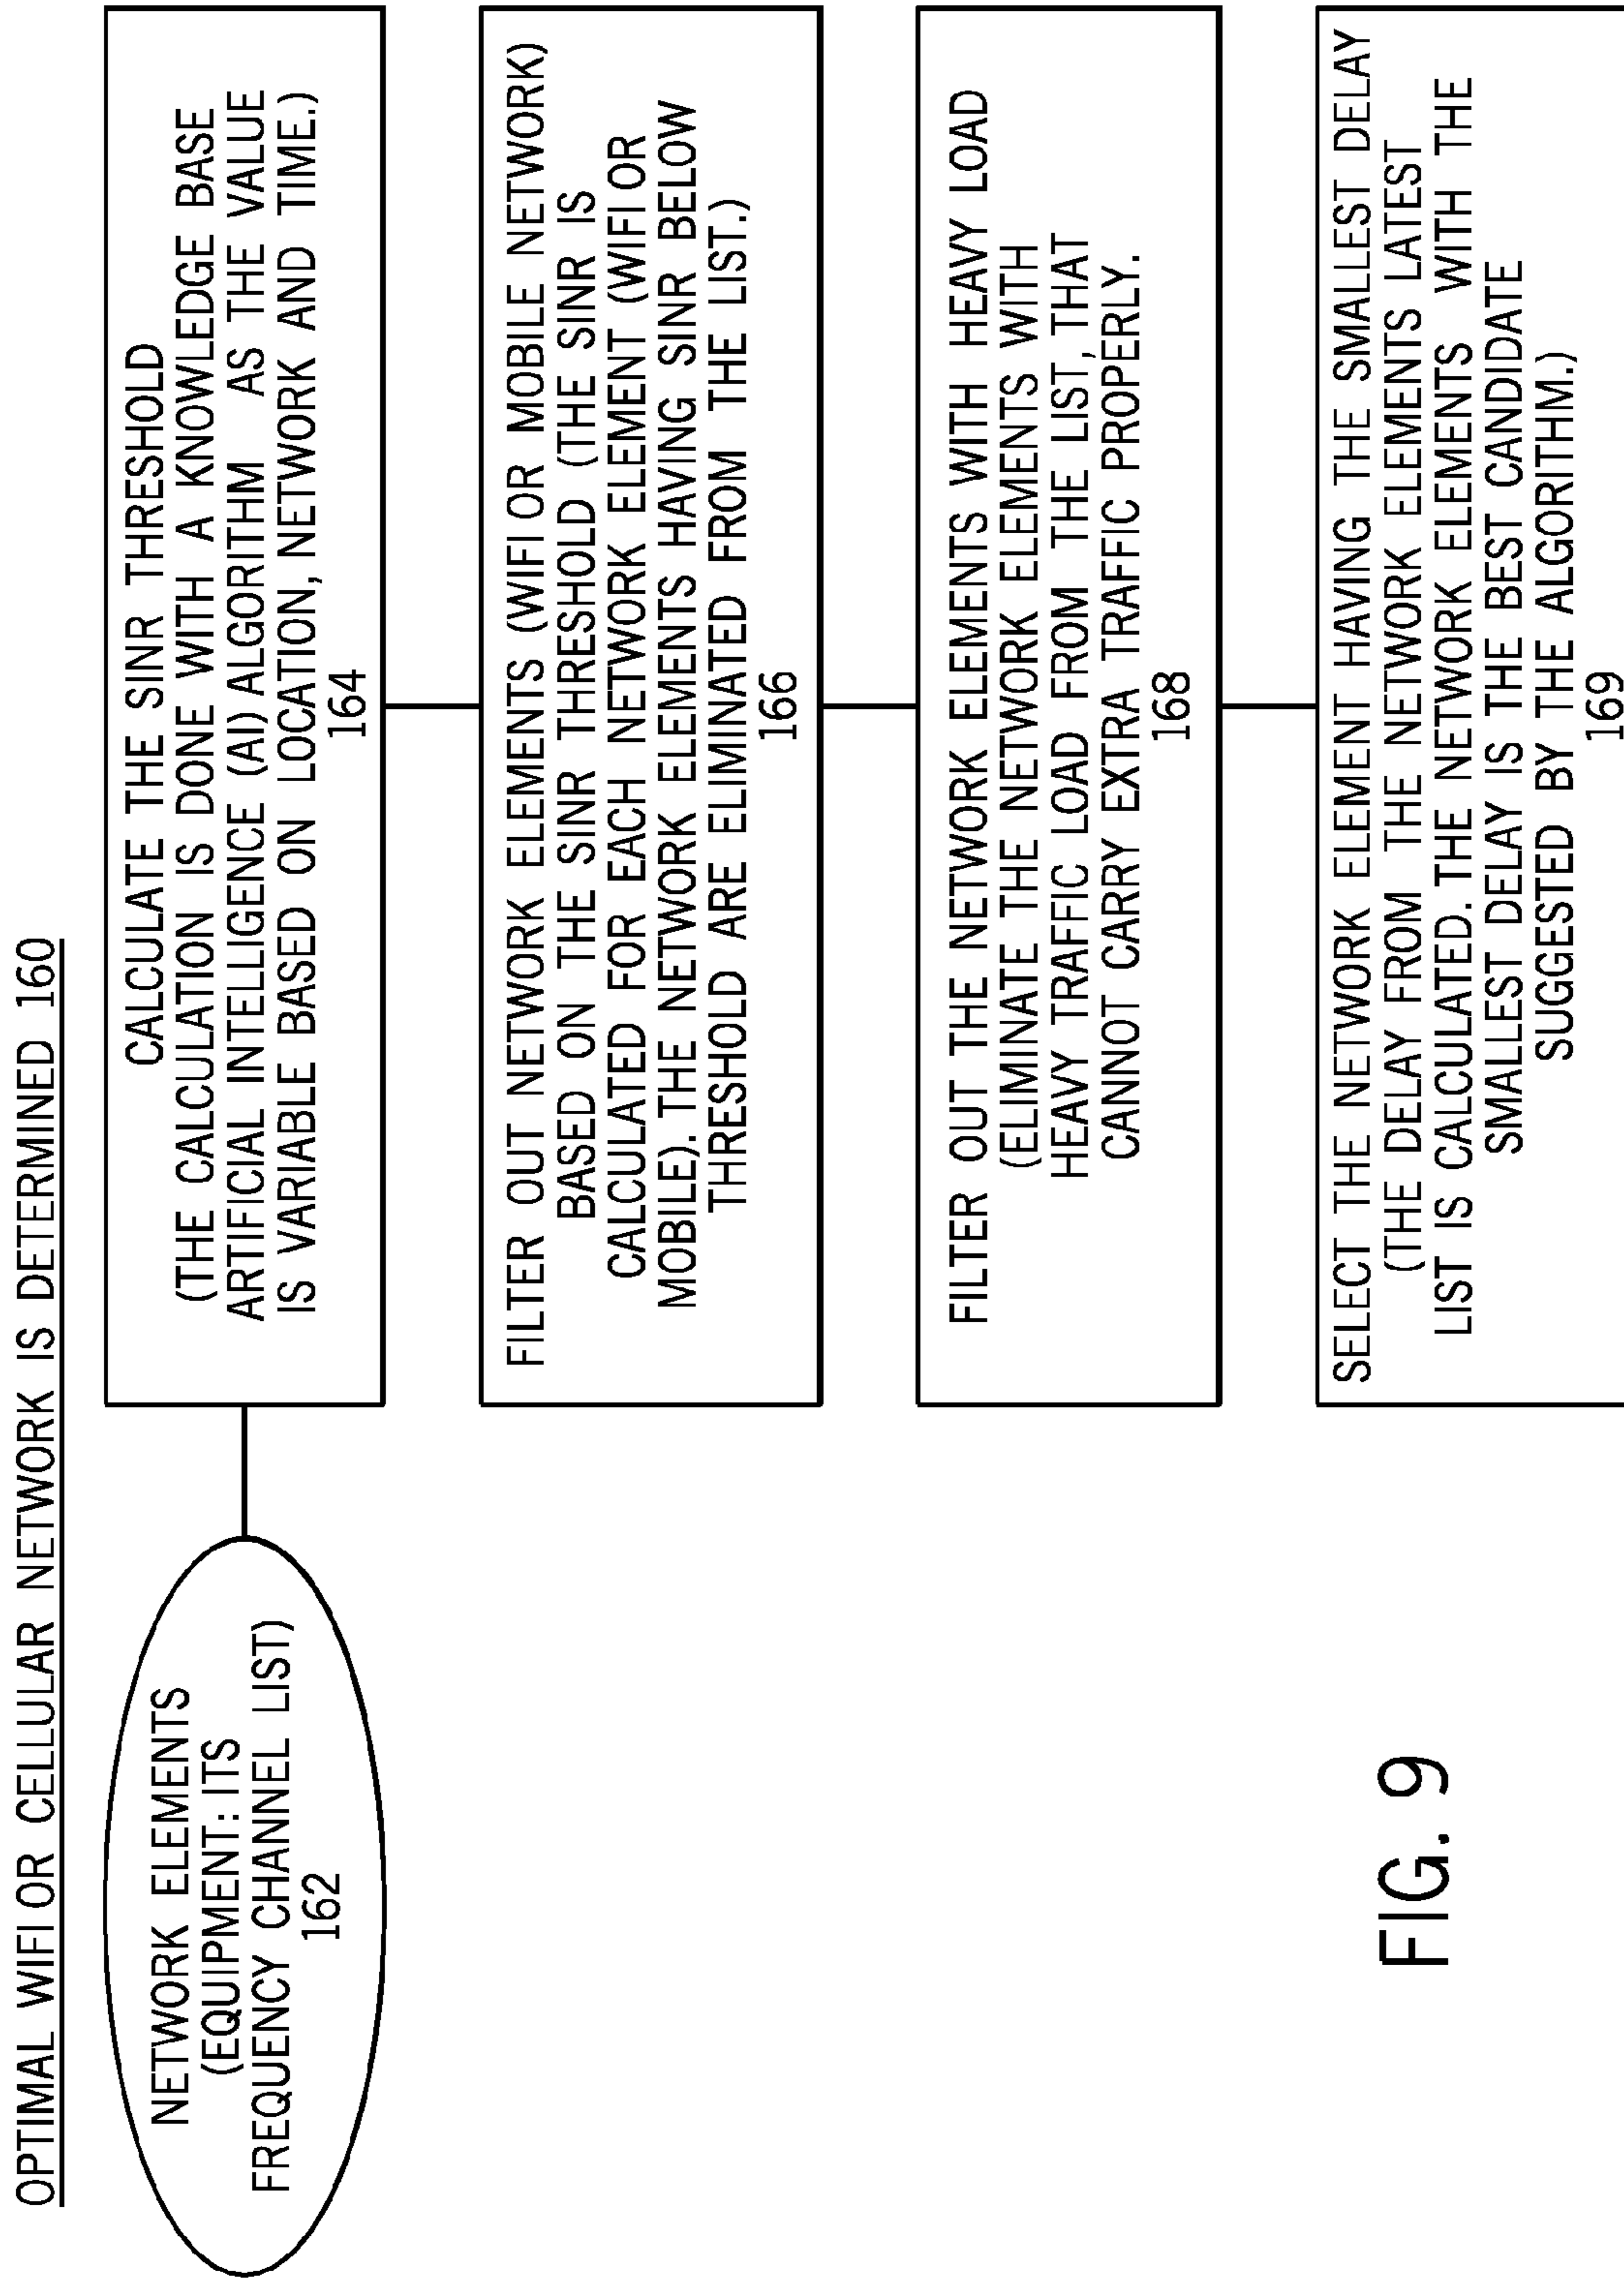 OPTIMAL WIFI OR CELLULAR NETWORK IS DETERMINED 160
NETWORK ELEMENTS
(EQUIPMENT: ITS
FREQUENCY CHANNEL LIST)
162
CALCULATE THE SINR THRESHOLD
(THE CALCULATION IS DONE WITH A KNOWLEDGE BASE
ARTIFICIAL INTELLIGENCE (AI) ALGORITHM AS THE VALUE
IS VARIABLE BASED ON LOCATION, NETWORK AND TIME.)
164
FILTER OUT NETWORK ELEMENTS (WIFI OR MOBILE NETWORK)
BASED ON THE SINR THRESHOLD (THE SINR IS
CALCULATED FOR EACH NETWORK ELEMENT (WIFI OR
MOBILE). THE NETWORK ELEMENTS HAVING SINR BELOW
THRESHOLD ARE ELIMINATED FROM THE LIST.)
166
FILTER OUT THE NETWORK ELEMENTS WITH HEAVY LOAD
(ELIMINATE THE NETWORK ELEMENTS WITH
HEAVY TRAFFIC LOAD FROM THE LIST, THAT
CANNOT CARRY EXTRA TRAFFIC PROPERLY.
168
SELECT THE NETWORK ELEMENT HAVING THE SMALLEST DELAY
(THE DELAY FROM THE NETWORK ELEMENTS LATEST
LIST IS CALCULATED. THE NETWORK ELEMENTS WITH THE
SMALLEST DELAY IS THE BEST CANDIDATE
SUGGESTED BY THE ALGORITHM.)
169
FIG. 9